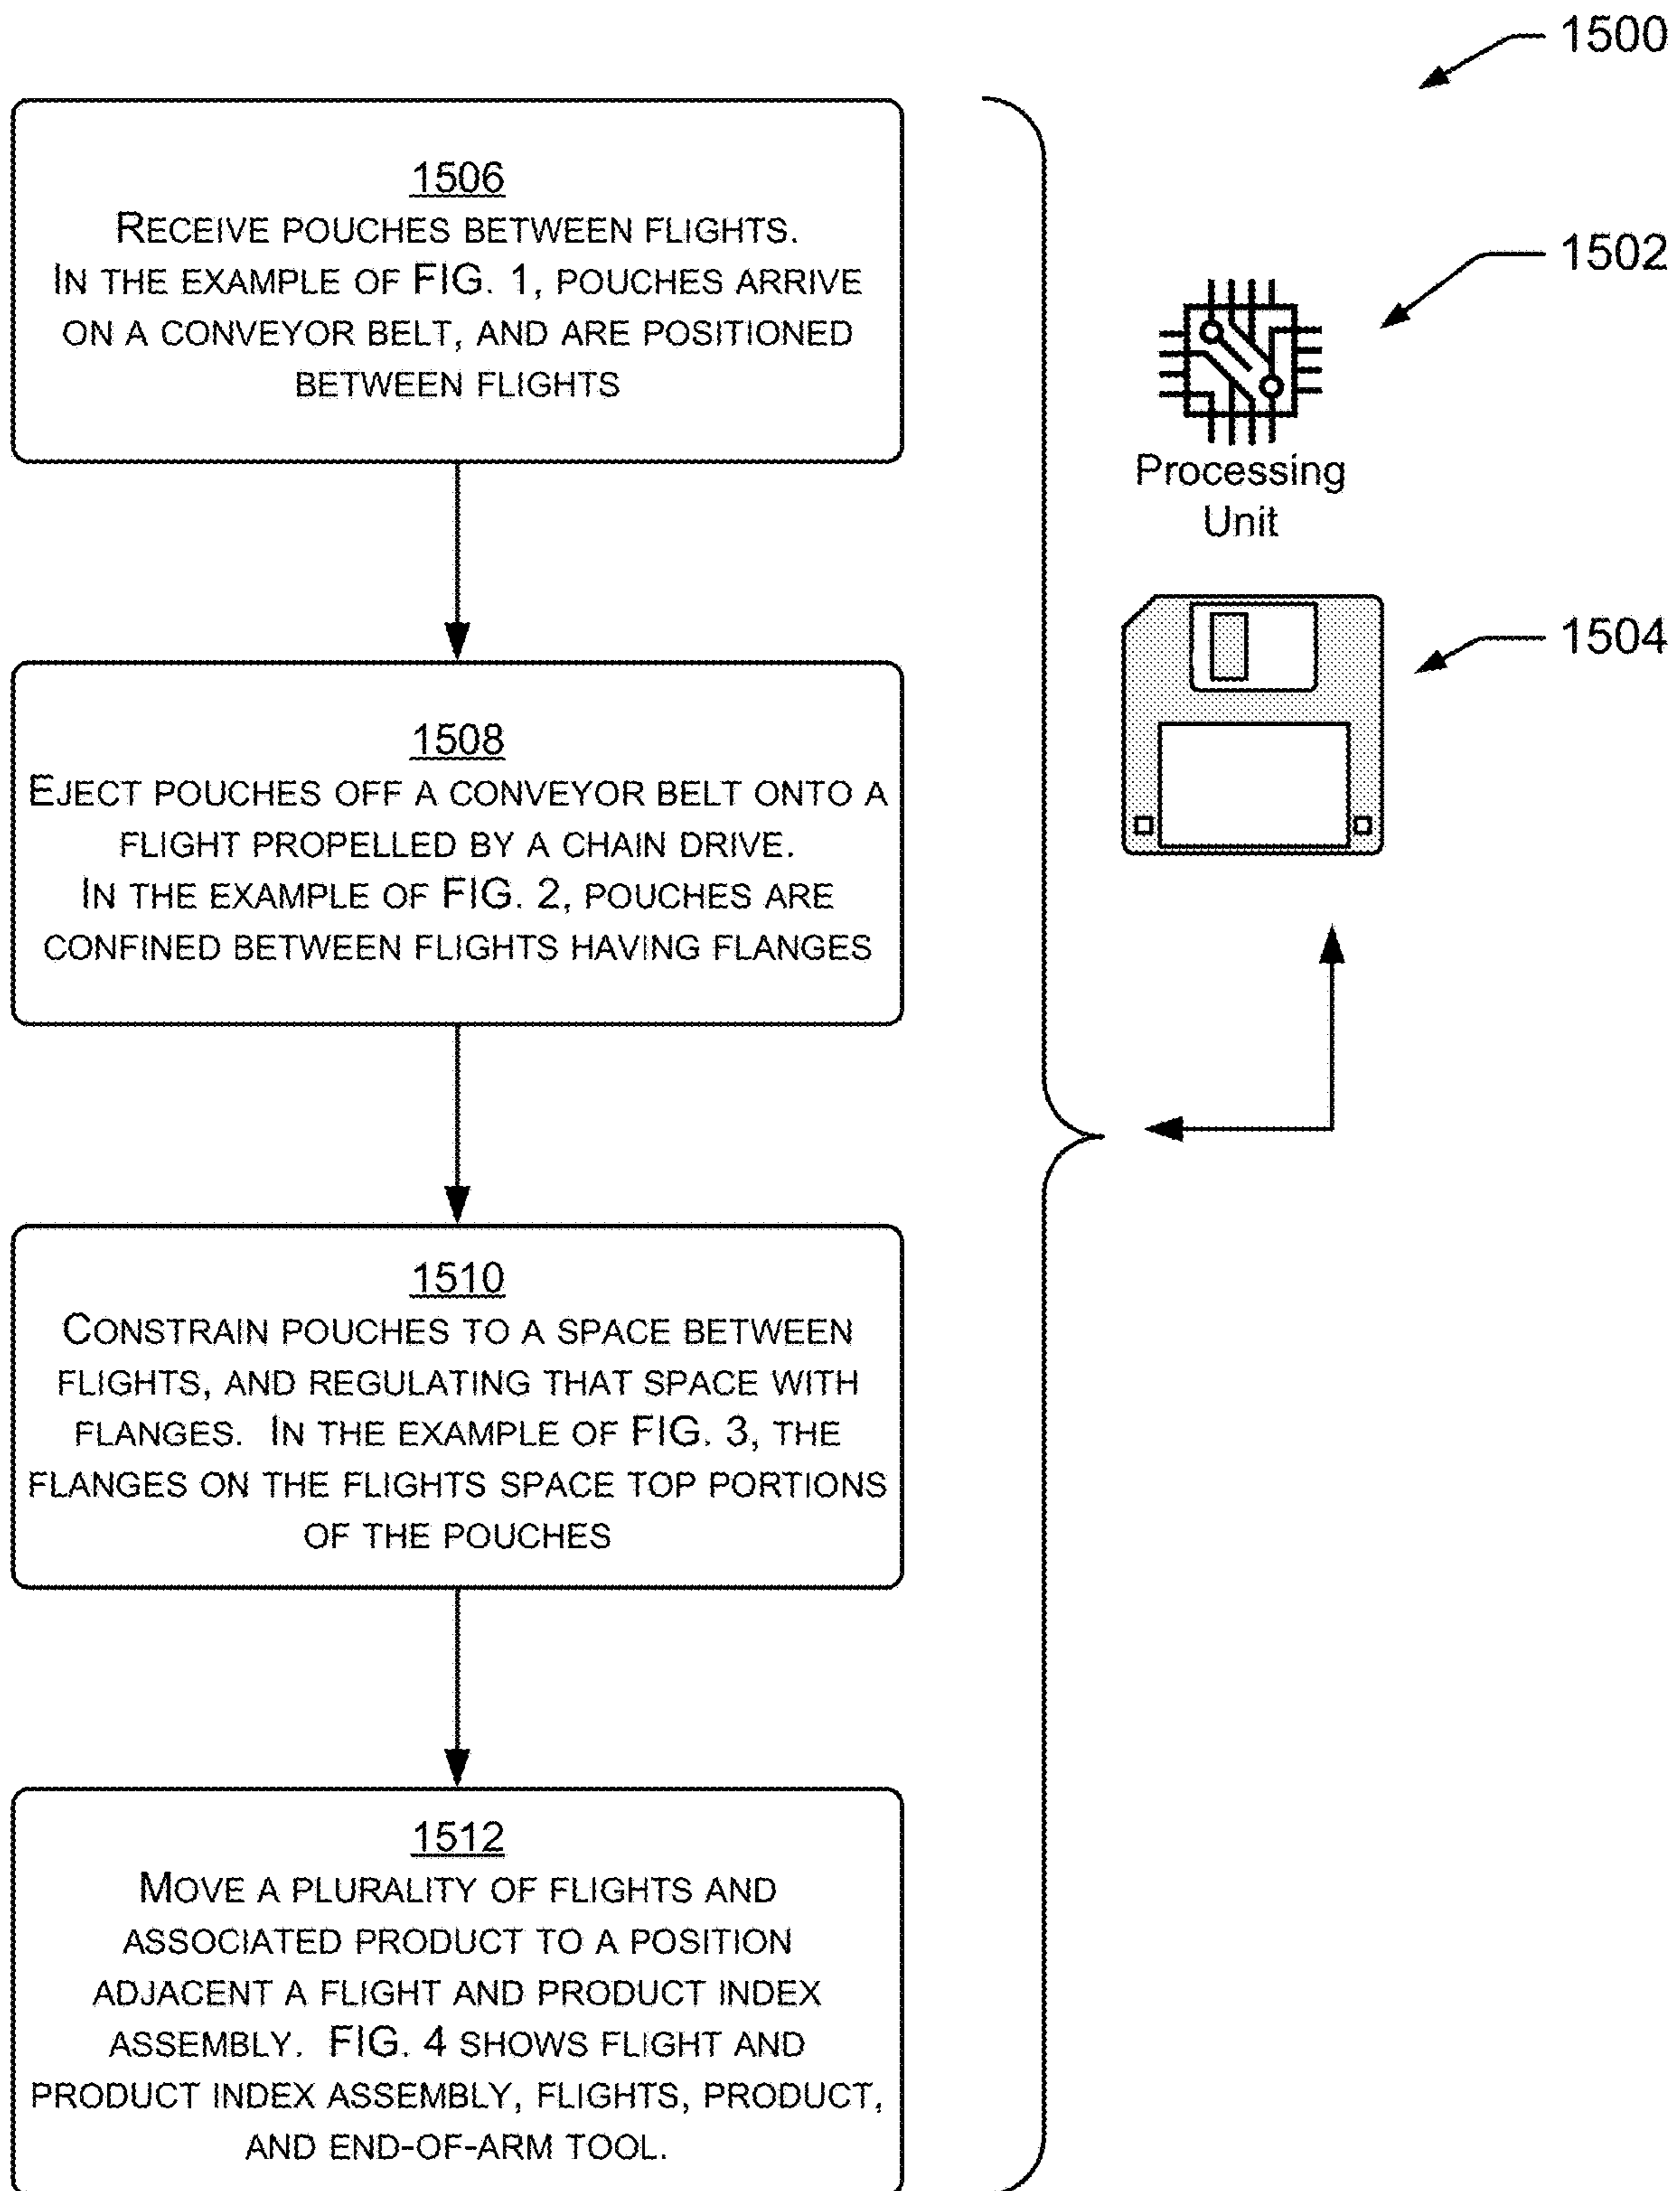 1500
1506
RECEIVE POUCHES BETWEEN FLIGHTS.
IN THE EXAMPLE OF FIG. 1, POUCHES ARRIVE
ON A CONVEYOR BELT, AND ARE POSITIONED
BETWEEN FLIGHTS
1502
Processing
Unit
1504
1508
EJECT POUCHES OFF A CONVEYOR BELT ONTO A
FLIGHT PROPELLED BY A CHAIN DRIVE.
IN THE EXAMPLE OF FIG. 2, POUCHES ARE
CONFINED BETWEEN FLIGHTS HAVING FLANGES
1510
CONSTRAIN POUCHES TO A SPACE BETWEEN
FLIGHTS, AND REGULATING THAT SPACE WITH
FLANGES. IN THE EXAMPLE OF FIG. 3, THE
FLANGES ON THE FLIGHTS SPACE TOP PORTIONS
OF THE POUCHES
1512
MOVE A PLURALITY OF FLIGHTS AND
ASSOCIATED PRODUCT TO A POSITION
ADJACENT A FLIGHT AND PRODUCT INDEX
ASSEMBLY. FIG. 4 SHOWS FLIGHT AND
PRODUCT INDEX ASSEMBLY, FLIGHTS, PRODUCT,
AND END-OF-ARM TOOL.